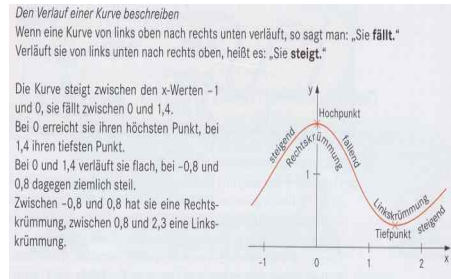 Den Verlauf einer Kurve beschreiben
Wenn eine Kurve von links oben nach rechts unten verläuft, so sagt man: „Sie fällt."
Verläuft sie von links unten nach rechts oben, heißt es: „Sie steigt."
Die Kurve steigt zwischen den x-Werten -1
und 0, sie fällt zwischen 0 und 1,4.
Bei 0 erreicht sie ihren höchsten Punkt, bei
1,4 ihren tiefsten Punkt.
Bei 0 und 1,4 verläuft sie flach, bei -0,8 und
0,8 dagegen ziemlich steil.
Zwischen -0,8 und 0,8 hat sie eine Rechts-
krümmung, zwischen 0,8 und 2,3 eine Links-
krümmung.
y
Hochpunkt
steigend
Rechtskrümmung
fallend
1
Linkskrümmung
Tiefpunkt
steigend
-1
0
1
2
x